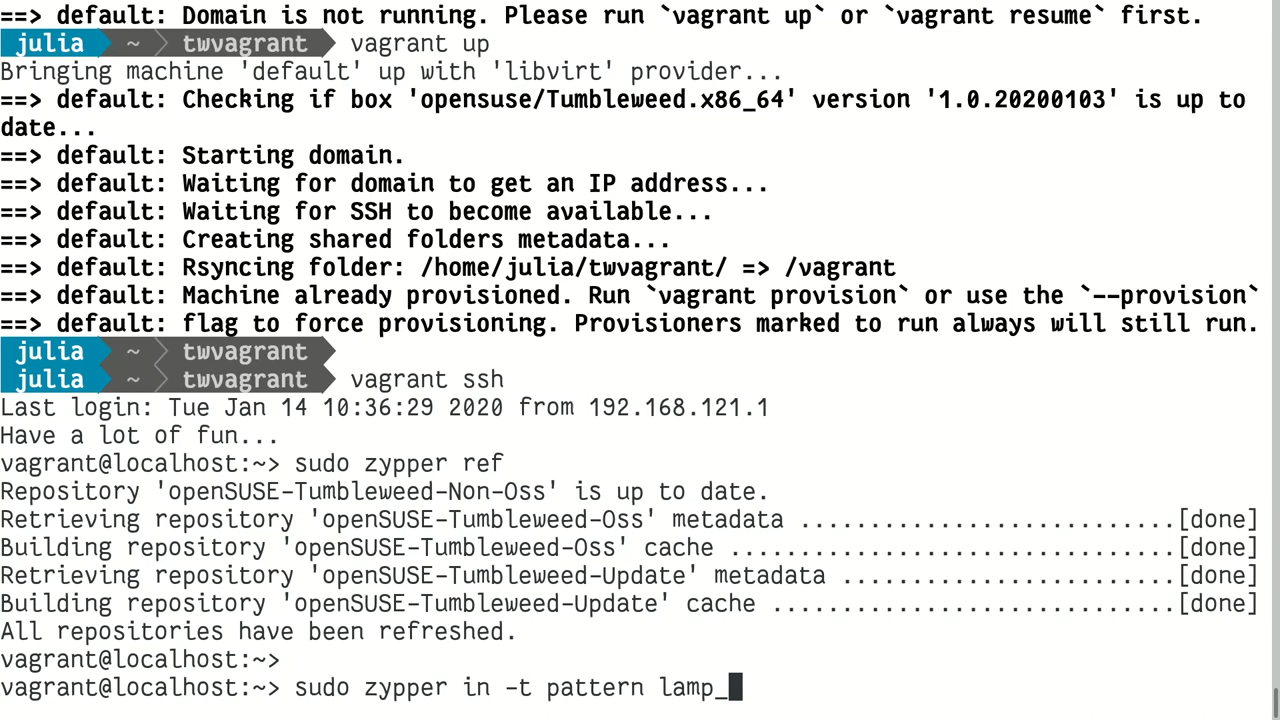 ==> default: Domain is not running. Please run `vagrant up` or `vagrant resume` first.
julia ~ twvagrant vagrant up
Bringing machine 'default' up with 'libvirt' provider...
==> default: Checking if box 'opensuse/Tumbleweed.x86_64' version '1.0.20200103' is up to
date...
==> default: Starting domain.
==> default: Waiting for domain to get an IP address...
==> default: Waiting for SSH to become available...
==> default: Creating shared folders metadata...
==> default: Rsyncing folder: /home/julia/twvagrant/ => /vagrant
==> default: Machine already provisioned. Run `vagrant provision` or use the `--provision`
==> default: flag to force provisioning. Provisioners marked to run always will still run.
julia ~ twvagrant
julia ~ twvagrant vagrant ssh
Last login: Tue Jan 14 10:36:29 2020 from 192.168.121.1
Have a lot of fun...
vagrant@localhost:~> sudo zypper ref
Repository 'openSUSE-Tumbleweed-Non-Oss' is up to date.
Retrieving repository 'openSUSE-Tumbleweed-Oss' metadata ...........................[done]
Building repository 'openSUSE-Tumbleweed-Oss' cache ................................[done]
Retrieving repository 'openSUSE-Tumbleweed-Update' metadata ........................[done]
Building repository 'openSUSE-Tumbleweed-Update' cache .............................[done]
All repositories have been refreshed.
vagrant@localhost:~>
vagrant@localhost:~> sudo zypper in -t pattern lamp_